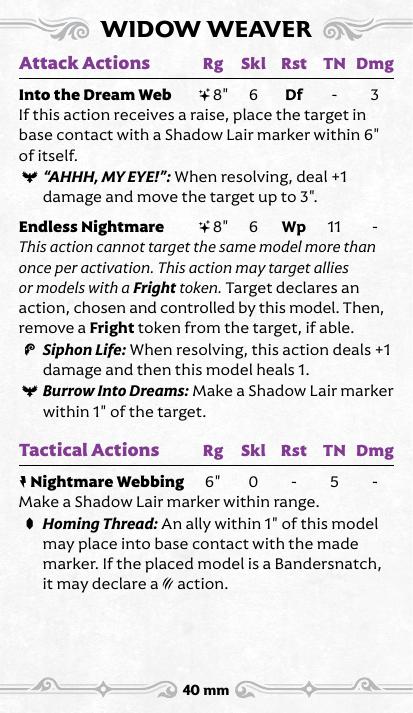 WIDOW WEAVER
Attack Actions Rg Skl Rst TN Dmg
Into the Dream Web 8" 6 Df - 3
If this action receives a raise, place the target in
base contact with a Shadow Lair marker within 6"
of itself.
“AHHH, MY EYE!”: When resolving, deal +1
damage and move the target up to 3".
Endless Nightmare 8" 6 Wp 11 -
This action cannot target the same model more than
once per activation. This action may target allies
or models with a Fright token. Target declares an
action, chosen and controlled by this model. Then,
remove a Fright token from the target, if able.
Siphon Life: When resolving, this action deals +1
damage and then this model heals 1.
Burrow Into Dreams: Make a Shadow Lair marker
within 1" of the target.
Tactical Actions Rg Skl Rst TN Dmg
Nightmare Webbing 6" 0 - 5 -
Make a Shadow Lair marker within range.
Homing Thread: An ally within 1" of this model
may place into base contact with the made
marker. If the placed model is a Bandersnatch,
it may declare a action.
40 mm